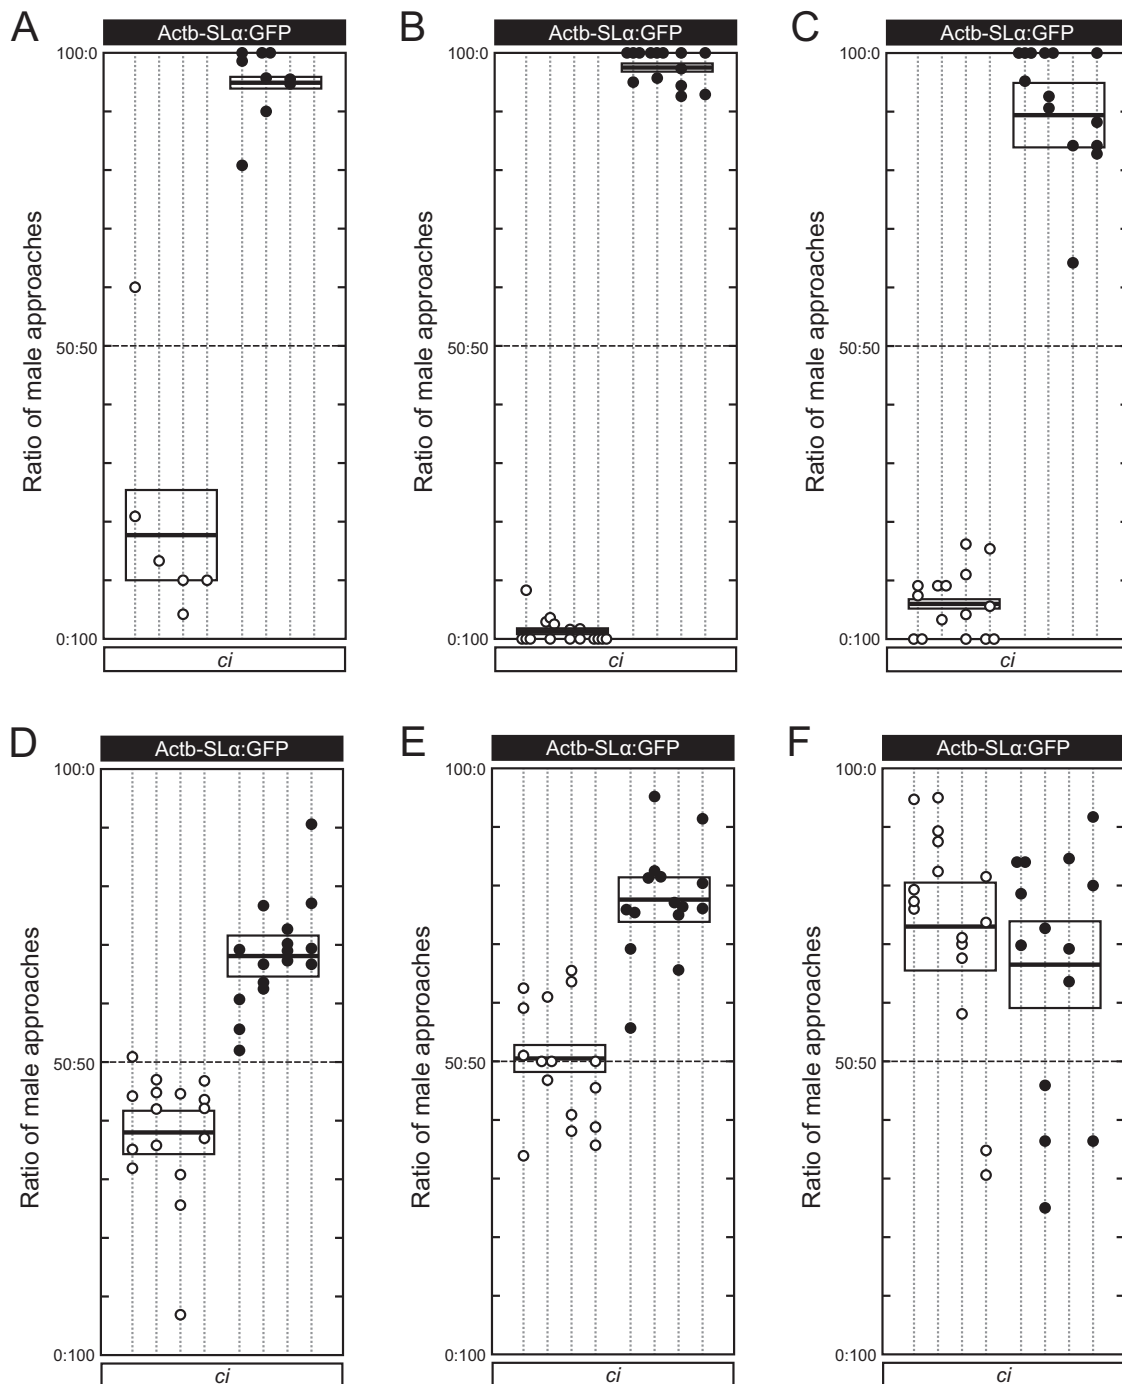 A
Actb-SLα:GFP
100:0
50:50
0:100
Ratio of male approaches
ci
B
Actb-SLα:GFP
100:0
50:50
0:100
Ratio of male approaches
ci
C
Actb-SLα:GFP
100:0
50:50
0:100
Ratio of male approaches
ci
D
Actb-SLα:GFP
100:0
50:50
0:100
Ratio of male approaches
ci
E
Actb-SLα:GFP
100:0
50:50
0:100
Ratio of male approaches
ci
F
Actb-SLα:GFP
100:0
50:50
0:100
Ratio of male approaches
ci